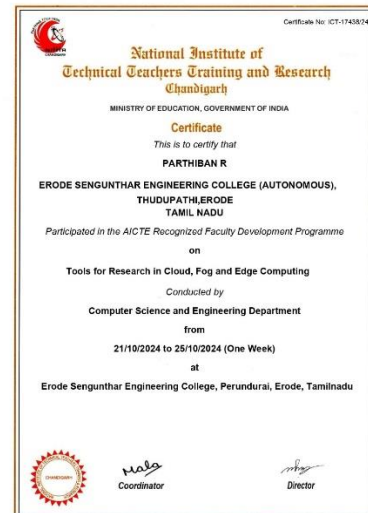 Certificate No: ICT-17438/24
National Institute of
Technical Teachers Training and Research
Chandigarh
MINISTRY OF EDUCATION, GOVERNMENT OF INDIA
Certificate
This is to certify that
PARTHIBAN R
ERODE SENGUNTHAR ENGINEERING COLLEGE (AUTONOMOUS),
THUDUPATHI,ERODE
TAMIL NADU
Participated in the AICTE Recognized Faculty Development Programme
on
Tools for Research in Cloud, Fog and Edge Computing
Conducted by
Computer Science and Engineering Department
from
21/10/2024 to 25/10/2024 (One Week)
at
Erode Sengunthar Engineering College, Perundurai, Erode, Tamilnadu
CHANDIGARH
Mala
Coordinator
Director